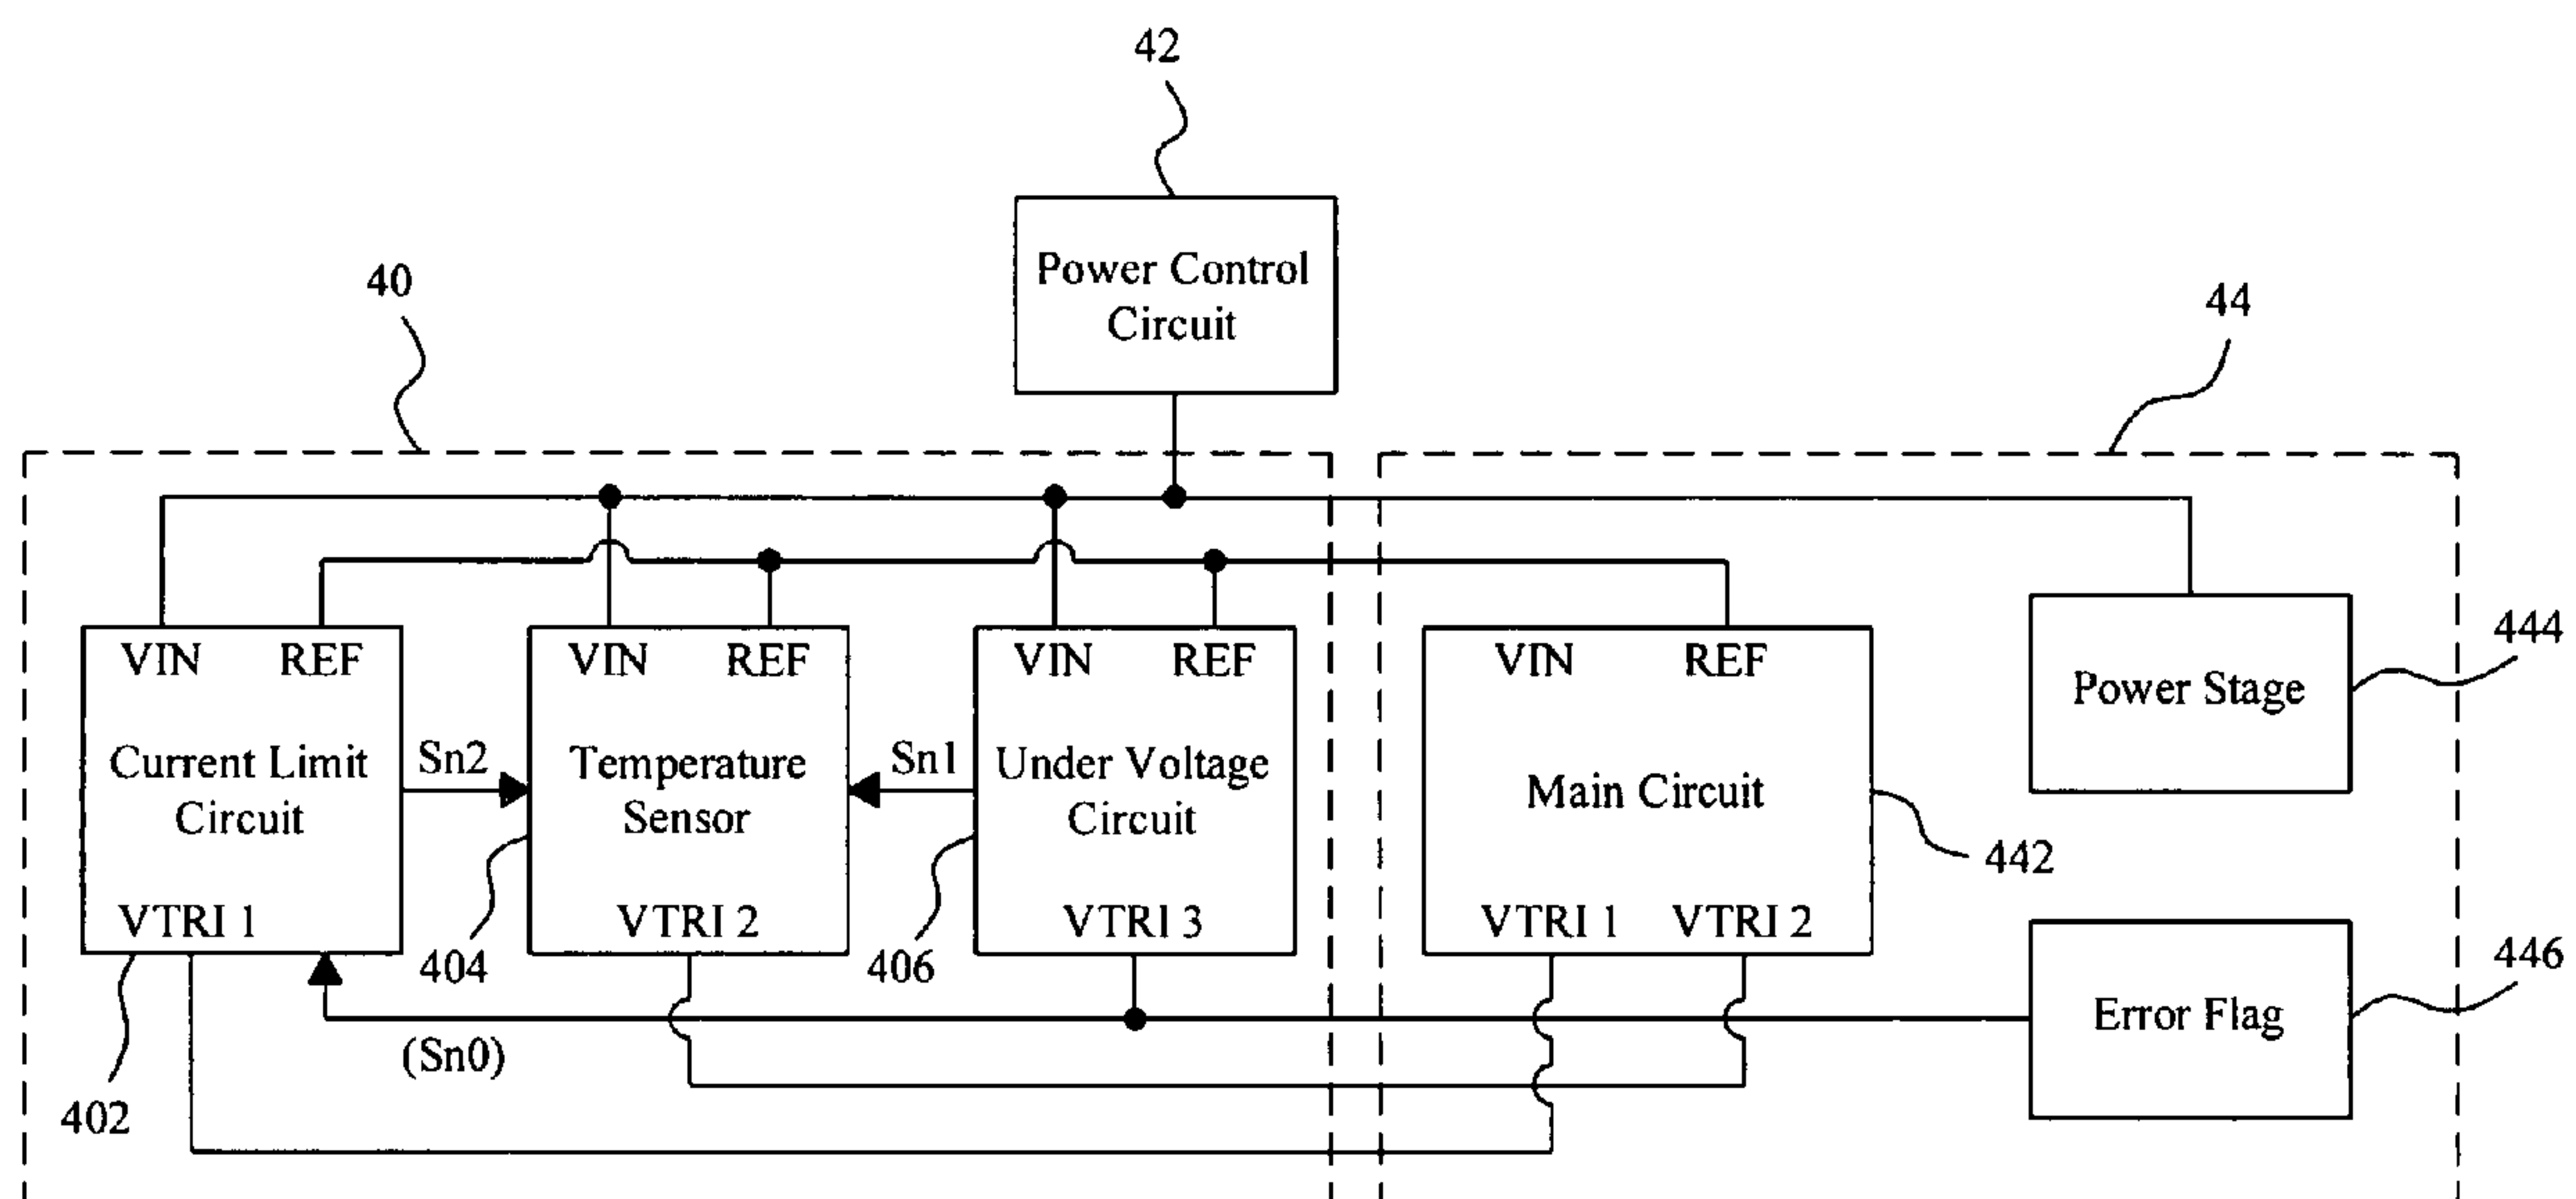 42
Power Control
Circuit
40
44
VIN REF
VIN REF
VIN REF
VIN REF
444
Power Stage
Current Limit
Circuit
Sn2
Temperature
Sensor
Sn1
Under Voltage
Circuit
Main Circuit
442
VTRI 1
VTRI 2
VTRI 3
VTRI 1 VTRI 2
404
406
446
Error Flag
(Sn0)
402